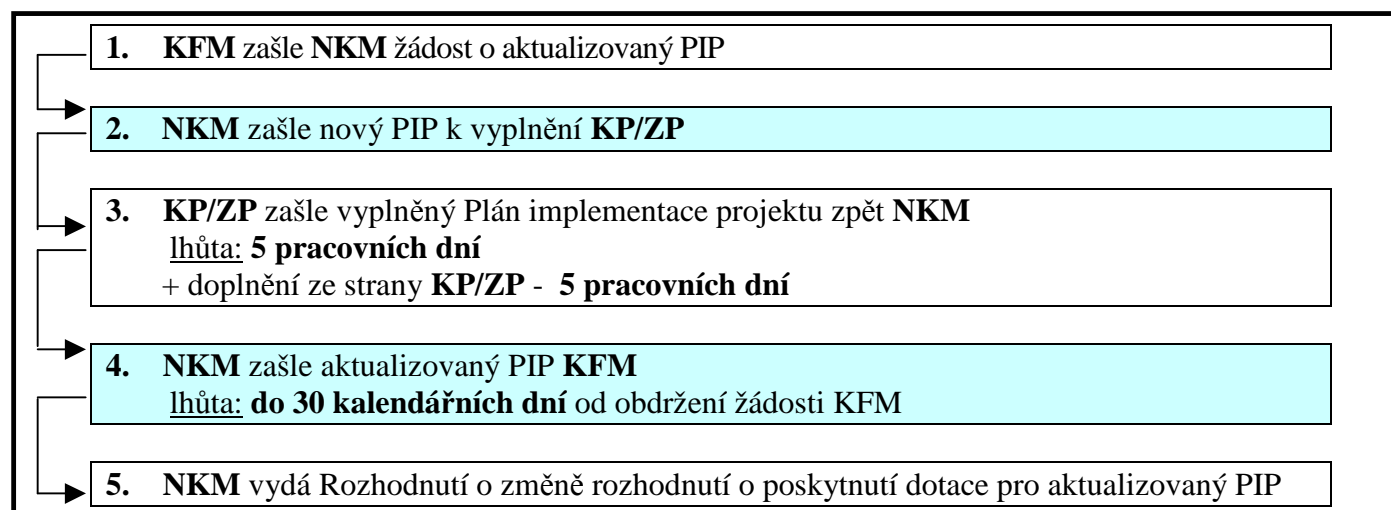 1. KFM zašle NKM žádost o aktualizovaný PIP
2. NKM zašle nový PIP k vyplnění KP/ZP
3. KP/ZP zašle vyplněný Plán implementace projektu zpět NKM
lhůta: 5 pracovních dní
+ doplnění ze strany KP/ZP - 5 pracovních dní
4. NKM zašle aktualizovaný PIP KFM
lhůta: do 30 kalendářních dní od obdržení žádosti KFM
5. NKM vydá Rozhodnutí o změně rozhodnutí o poskytnutí dotace pro aktualizovaný PIP